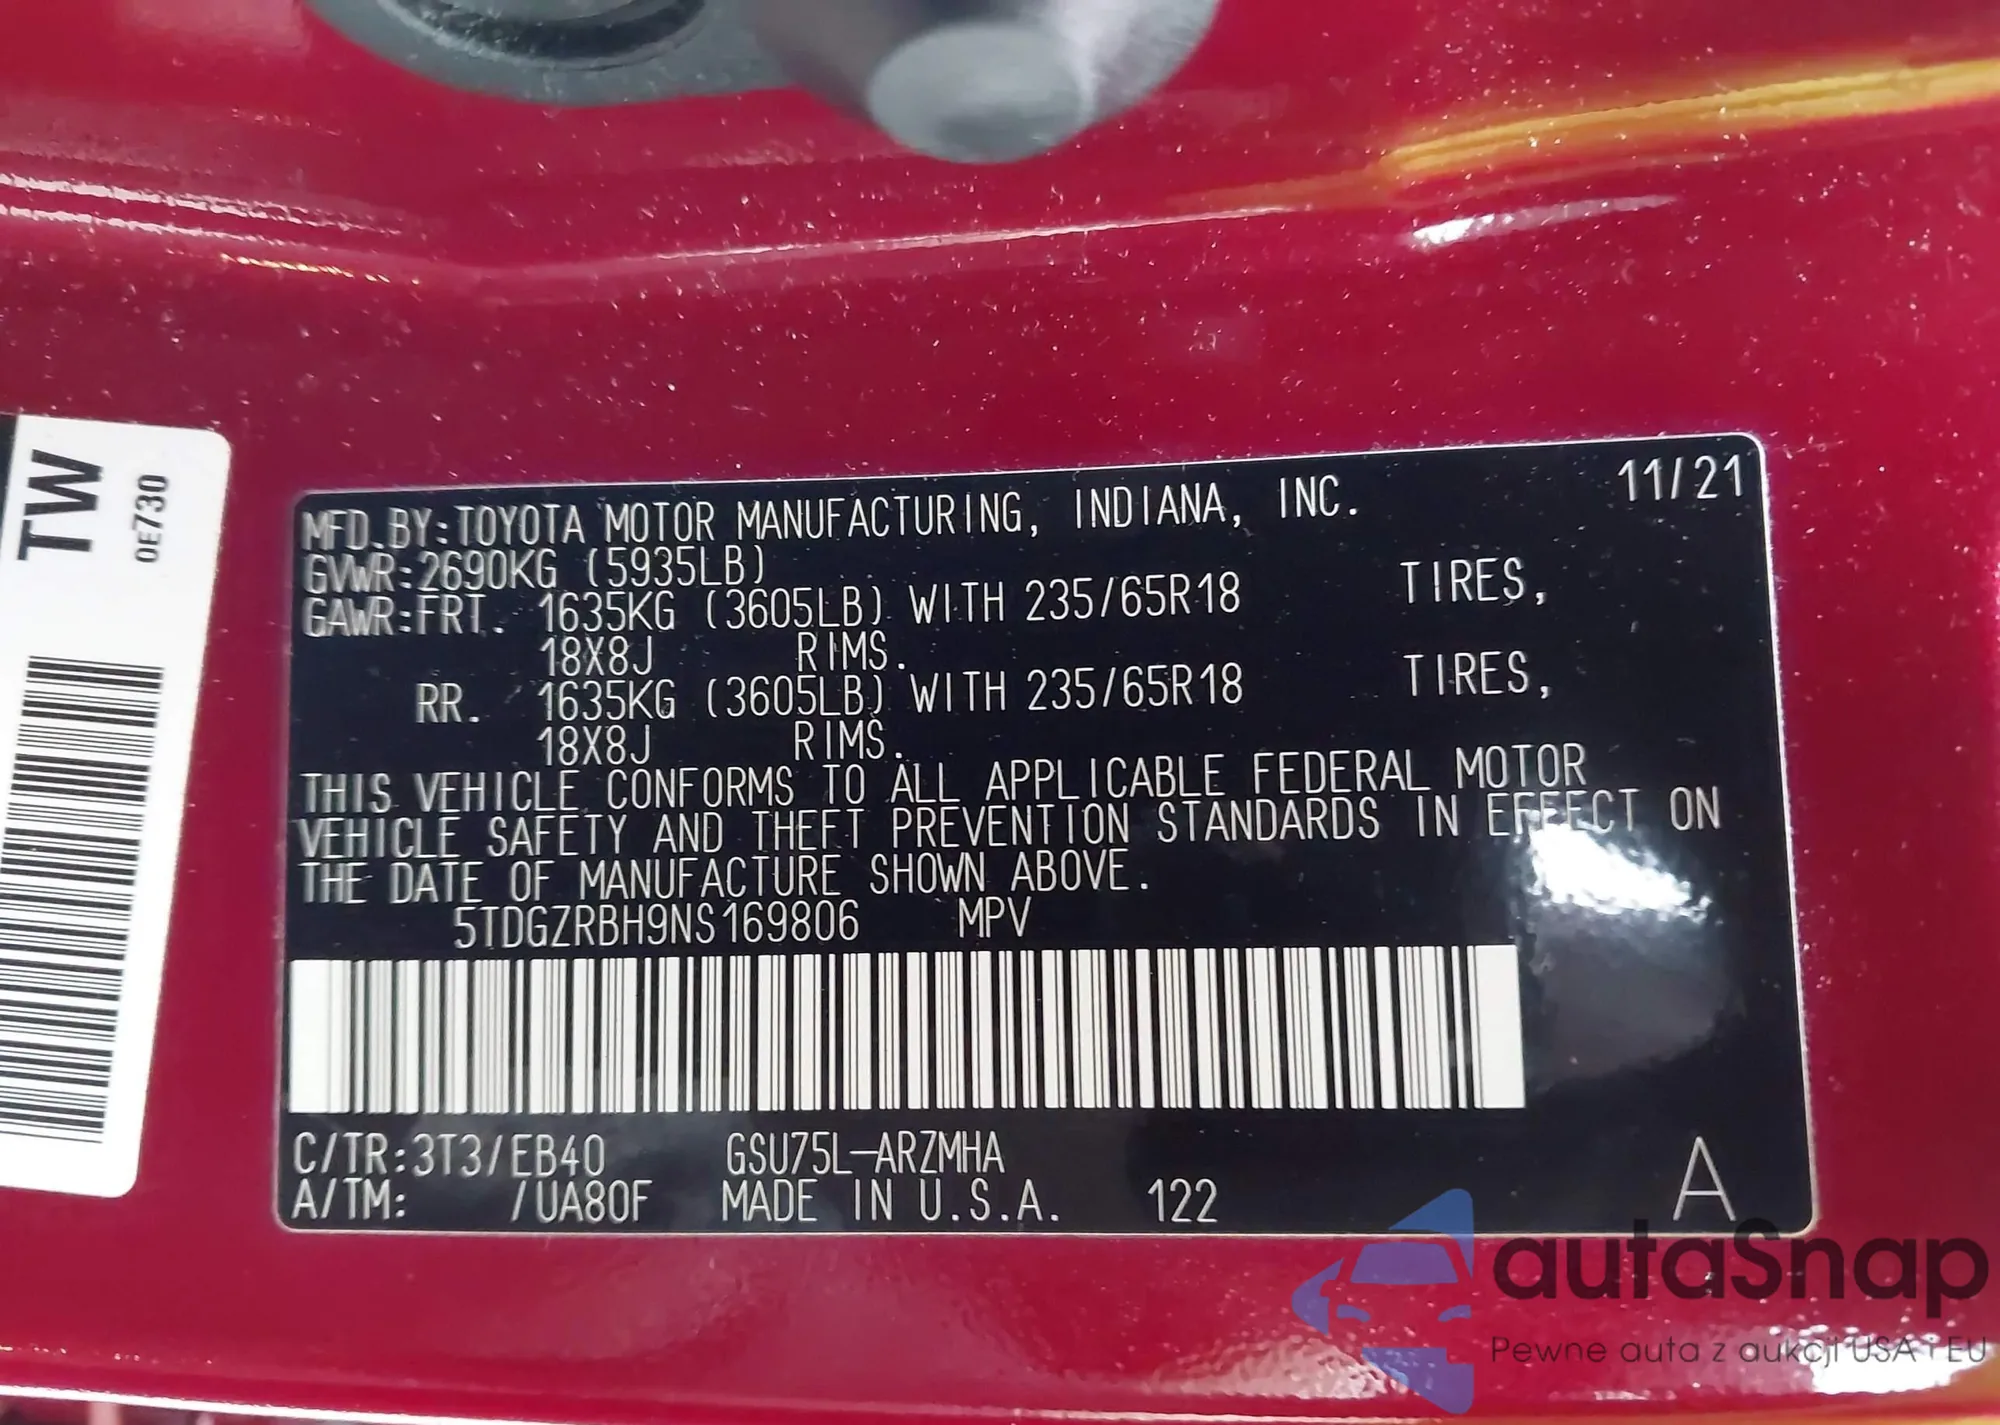 TW
0E730
11/21
MFD. BY: TOYOTA MOTOR MANUFACTURING, INDIANA, INC.
GVWR: 2690KG (5935LB)
GAWR: FRT. 1635KG (3605LB) WITH 235/65R18 TIRES,
18X8J RIMS.
RR. 1635KG (3605LB) WITH 235/65R18 TIRES,
18X8J RIMS.
THIS VEHICLE CONFORMS TO ALL APPLICABLE FEDERAL MOTOR
VEHICLE SAFETY AND THEFT PREVENTION STANDARDS IN EFFECT ON
THE DATE OF MANUFACTURE SHOWN ABOVE.
5TDGZRBH9NS169806 MPV
C/TR: 3T3/EB40 GSU75L-ARZMHA
A/TM: /UA80F MADE IN U.S.A. 122 A
autaSnap
Pewne auta z aukcji USA i EU